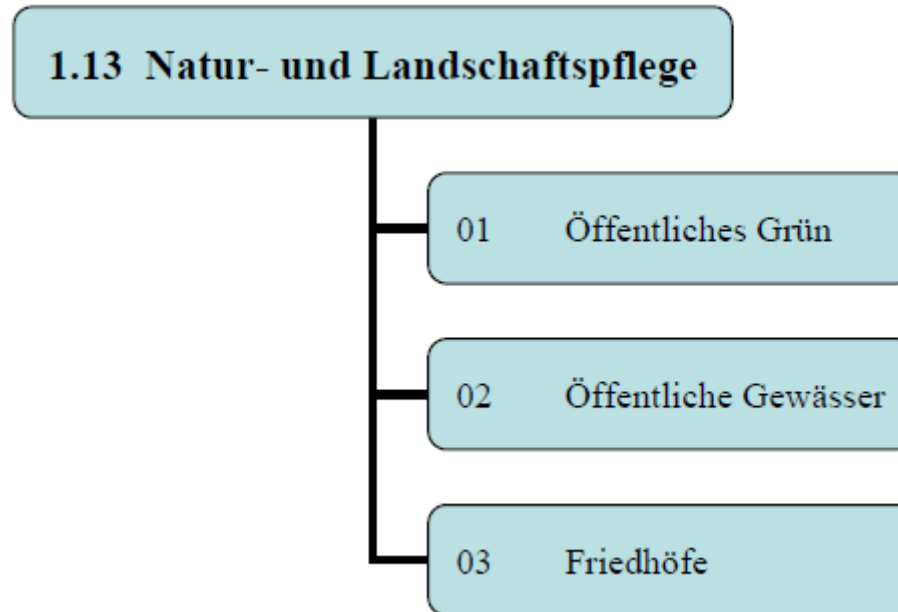 1.13 Natur- und Landschaftspflege
01 Öffentliches Grün
02 Öffentliche Gewässer
03 Friedhöfe